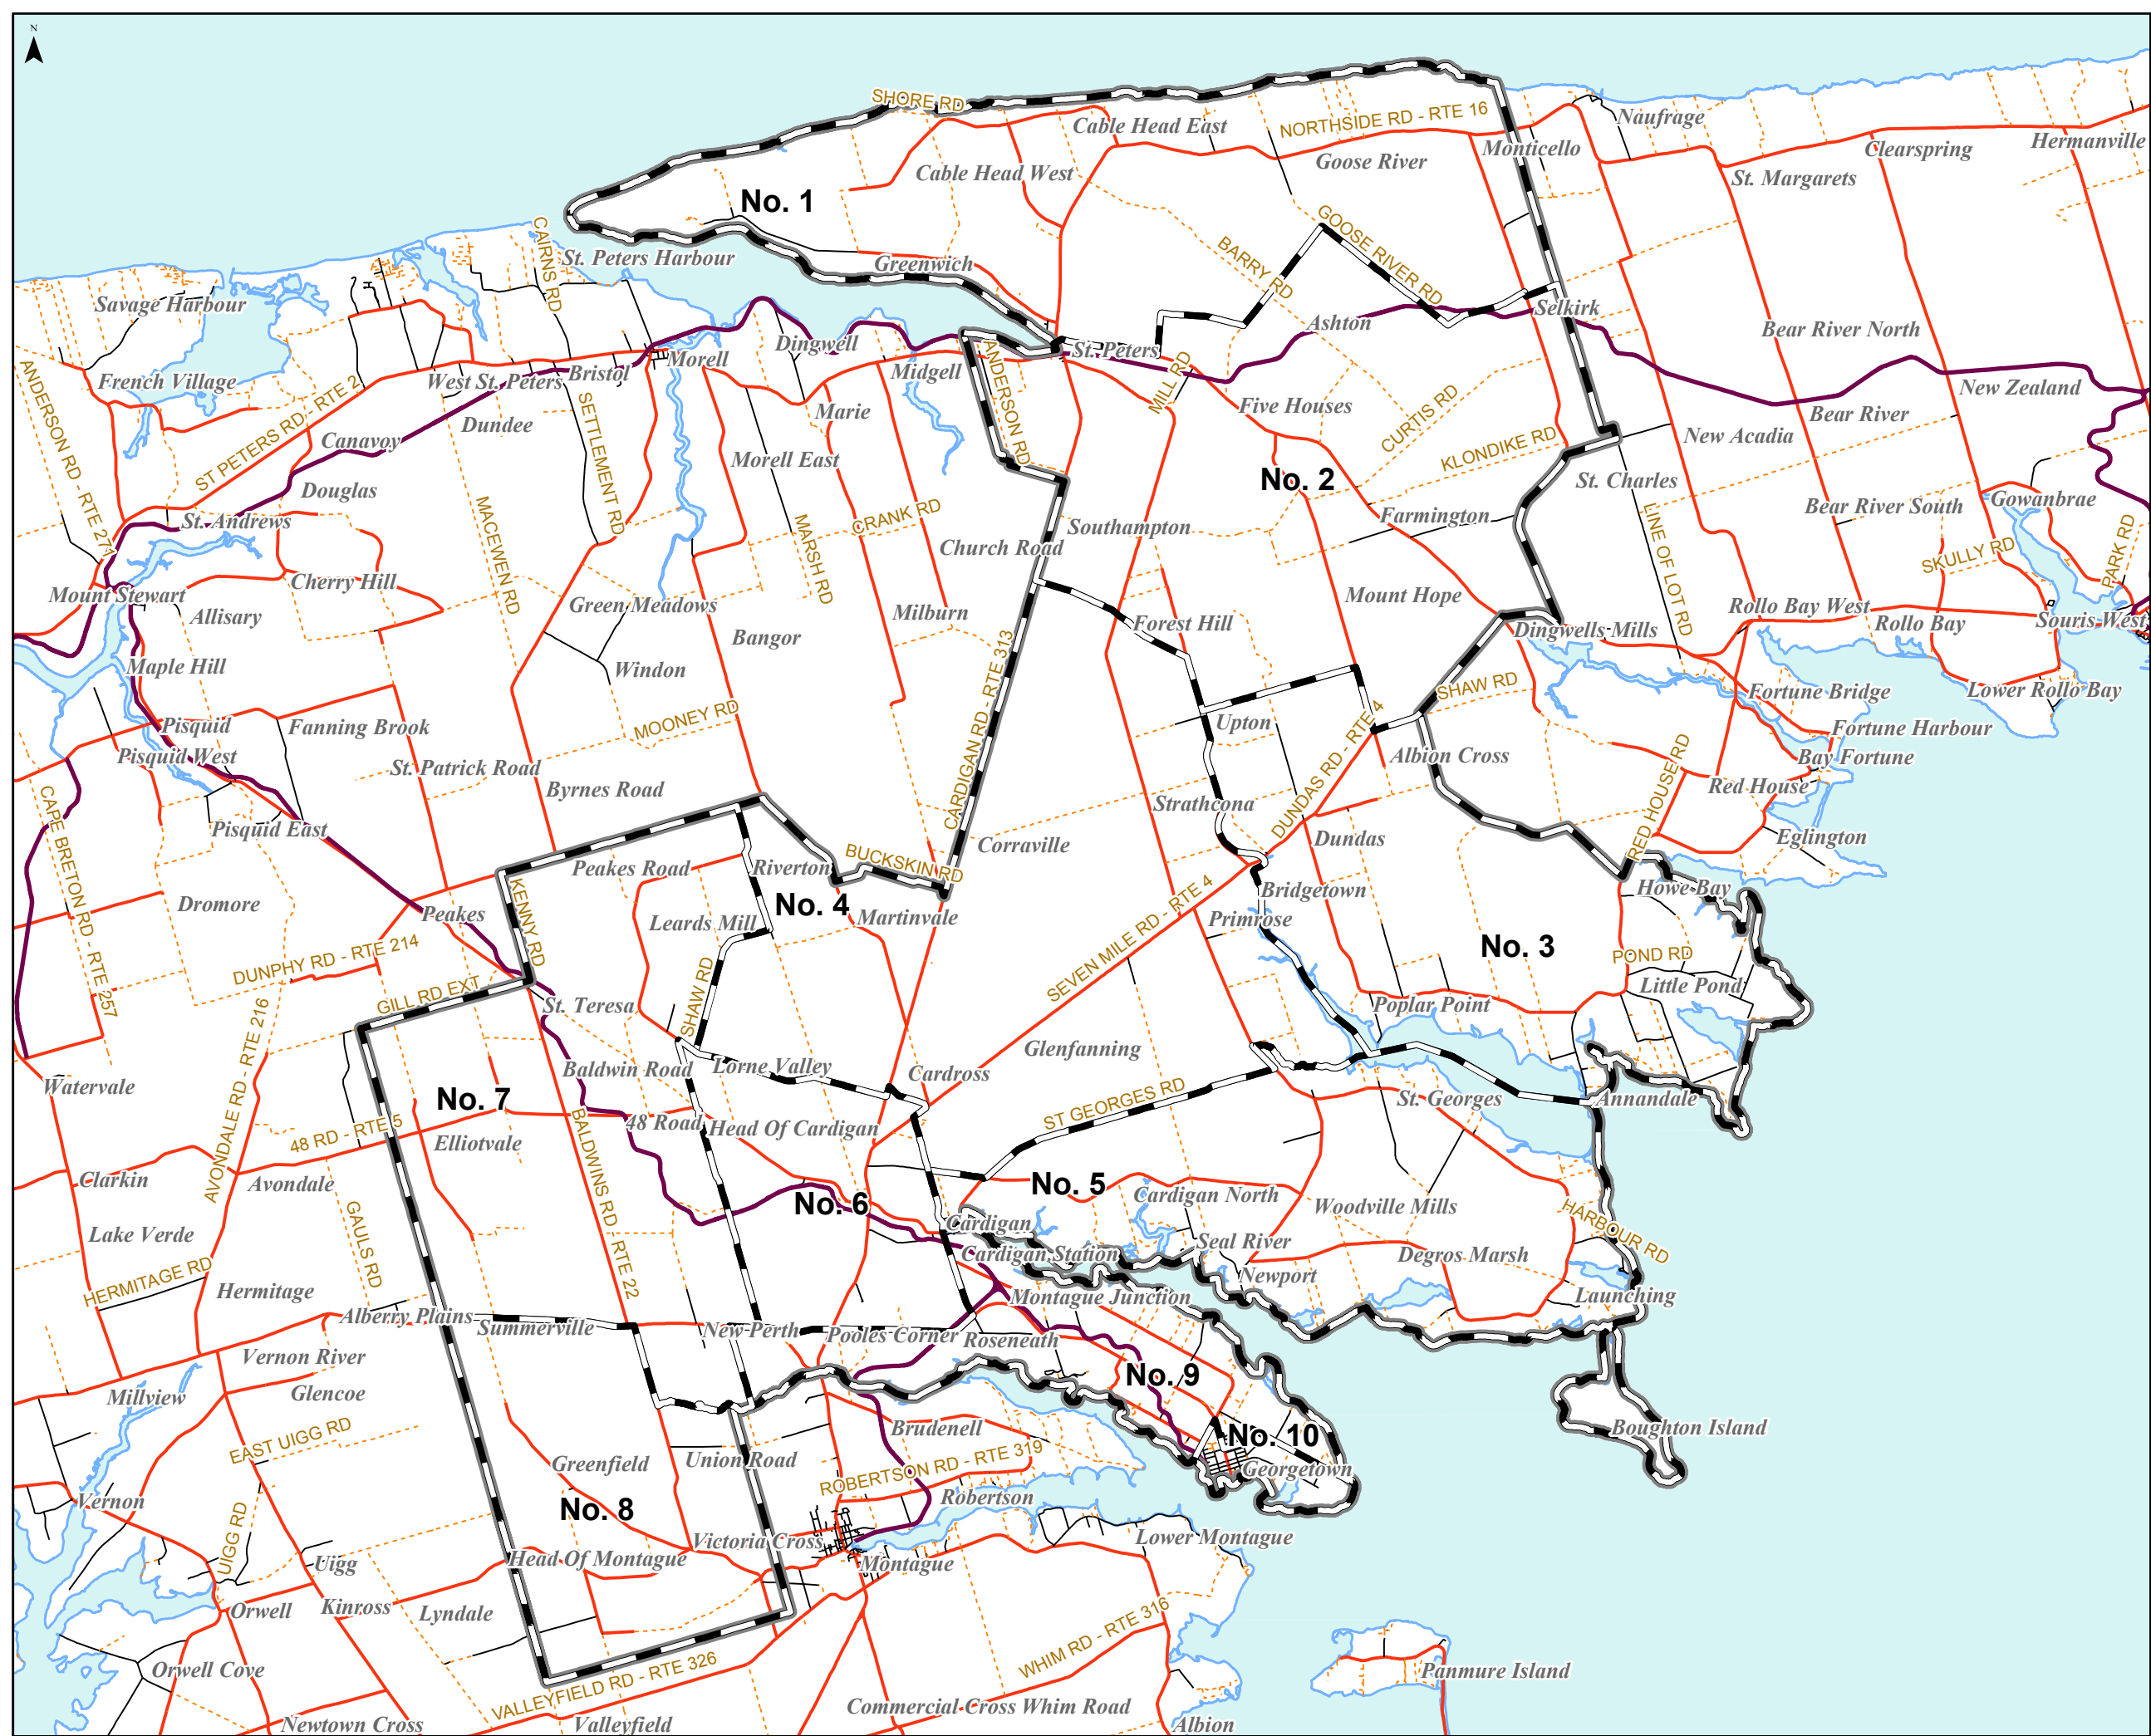 N
SHORE RD
Cable Head East
NORTHSIDE RD - RTE 16
Naufrage
Monticello
Clearspring
Hermanville
Goose River
Cable Head West
St. Margarets
No. 1
CAIRNS RD
GOOSE RIVER RD
BARRY RD
St. Peters Harbour
Greenwich
Savage Harbour
Selkirk
Ashton
Bear River North
Dingwell
St. Peters
Morell
Midgell
ANDERSON RD
MILL RD
ANDERSON RD - RTE 271
French Village
ST PETERS RD - RTE 2
West St. Peters
Bristol
New Zealand
Five Houses
CURTIS RD
Bear River
Marie
Dundee
SETTLEMENT RD
Canavoy
New Acadia
KLONDIKE RD
Morell East
No. 2
St. Charles
Douglas
Gowanbrae
Bear River South
St. Andrews
MACEWEN RD
MARSH RD
CRANK RD
Southampton
Farmington
LINE OF LOT RD
PARK RD
SKULLY RD
Church Road
Cherry Hill
Mount Stewart
Allisary
Green Meadows
Milburn
Mount Hope
Rollo Bay West
Rollo Bay
Souris West
Bangor
Forest Hill
Dingwells Mills
Maple Hill
Windon
CARDIGAN RD - RTE 313
SHAW RD
Fortune Bridge
Lower Rollo Bay
Pisquid
Fanning Brook
MOONEY RD
Upton
Fortune Harbour
Pisquid West
St. Patrick Road
DUNDAS RD - RTE 4
Albion Cross
Bay Fortune
RED HOUSE RD
Red House
Byrnes Road
Strathcona
CAPE BRETON RD - RTE 257
Pisquid East
Corraville
Dundas
Eglington
Peakes Road
Riverton
BUCKSKIN RD
KENNY RD
Howe Bay
Bridgetown
Dromore
Peakes
No. 4
Leards Mill
Martinvale
Primrose
SEVEN MILE RD - RTE 4
No. 3
DUNPHY RD - RTE 214
POND RD
GILL RD EXT
SHAW RD
St. Teresa
Little Pond
Poplar Point
AVONDALE RD - RTE 216
Glenfanning
Baldwin Road
Lorne Valley
Cardross
Watervale
No. 7
ST GEORGES RD
St. Georges
Annandale
48 RD - RTE 5
48 Road
Head Of Cardigan
Elliotvale
BALDWINS RD - RTE 22
Clarkin
Avondale
No. 5
No. 6
Cardigan North
Woodville Mills
GAULS RD
Lake Verde
Cardigan
HARBOUR RD
Seal River
Cardigan Station
Degros Marsh
HERMITAGE RD
Hermitage
Newport
Montague Junction
Launching
Alberry Plains
Summerville
New Perth
Pooles Corner
Roseneath
Vernon River
Glencoe
No. 9
Millview
Brudenell
Boughton Island
No. 10
EAST UIGG RD
Greenfield
Union Road
ROBERTSON RD - RTE 319
Georgetown
Vernon
No. 8
Robertson
UIGG RD
Victoria Cross
Lower Montague
Uigg
Head Of Montague
Montague
Orwell
Kinross
Lyndale
WHIM RD - RTE 316
Orwell Cove
VALLEYFIELD RD - RTE 326
Panmure Island
Commercial Cross
Whim Road
Newtown Cross
Valleyfield
Albion